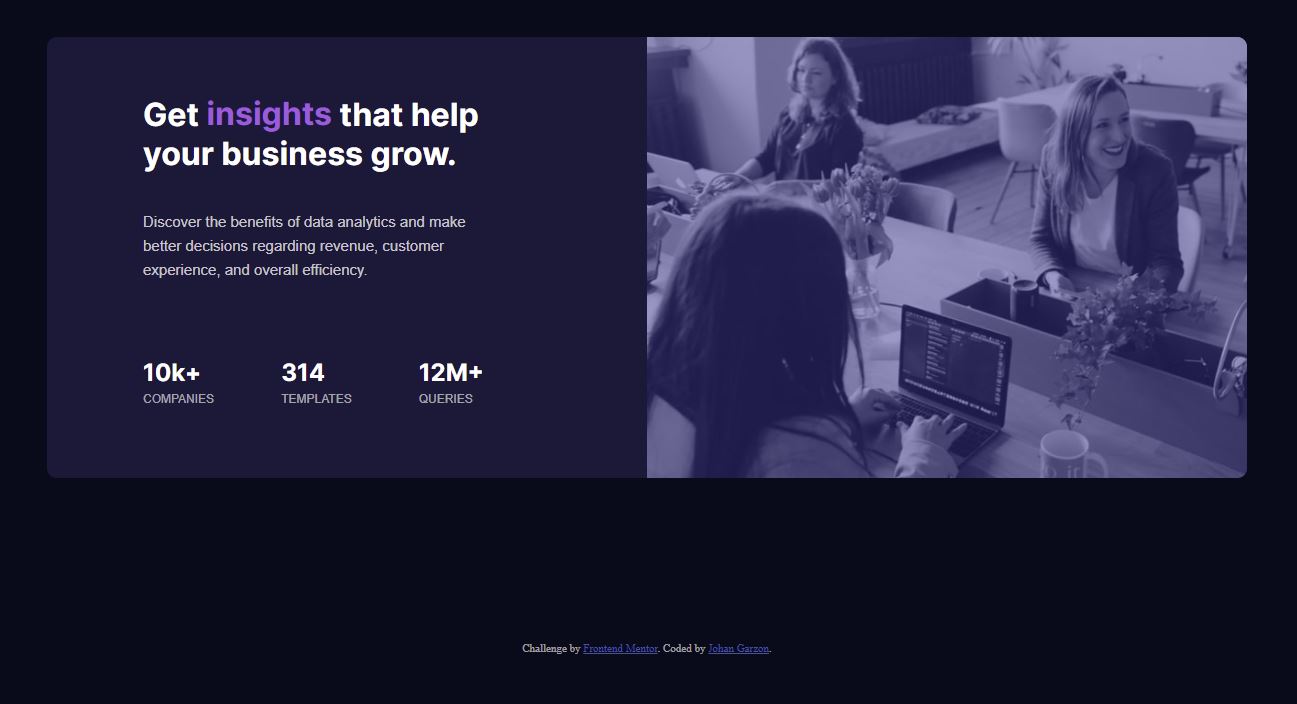 Get insights that help
your business grow.
Discover the benefits of data analytics and make
better decisions regarding revenue, customer
experience, and overall efficiency.
10k+ 314 12M+
COMPANIES TEMPLATES QUERIES
Challenge by Frontend Mentor. Coded by Johan Garzon.